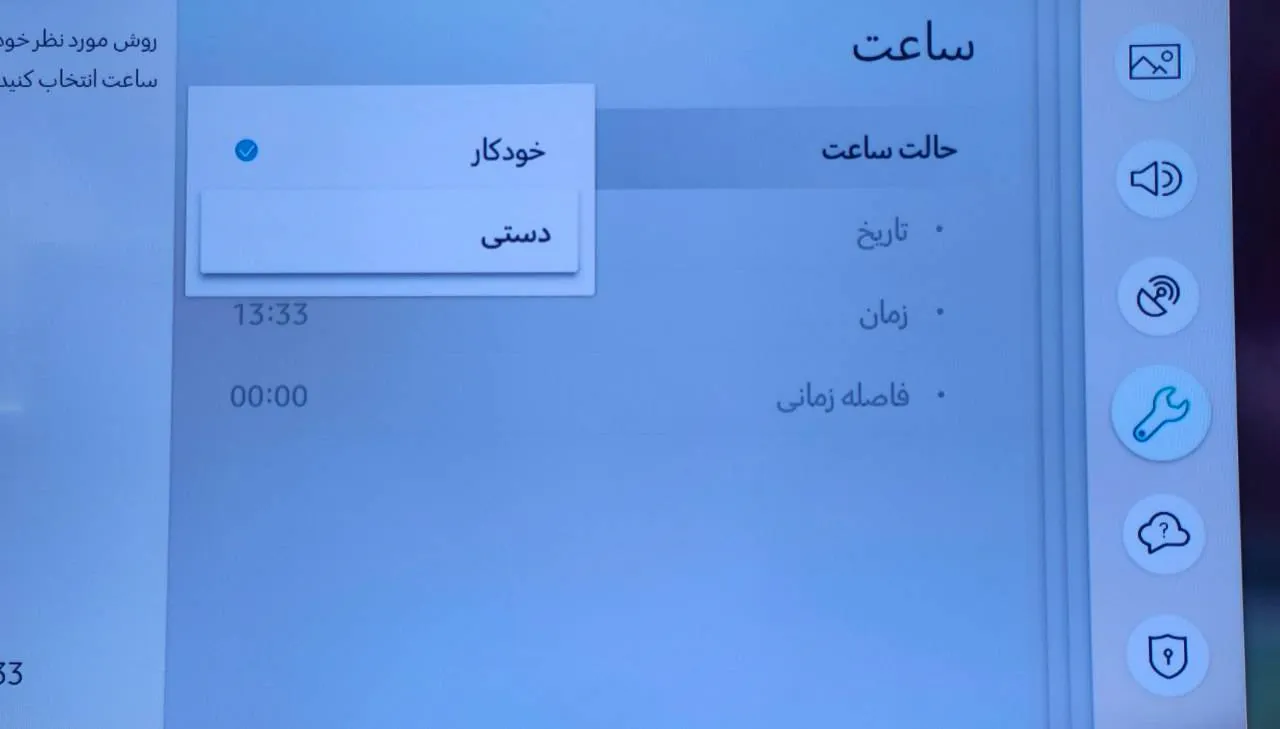 ساعت
حالت ساعت
خودکار
دستی
• تاریخ
• زمان 13:33
• فاصله زمانی 00:00
روش مورد نظر خود
ساعت انتخاب کنید
33